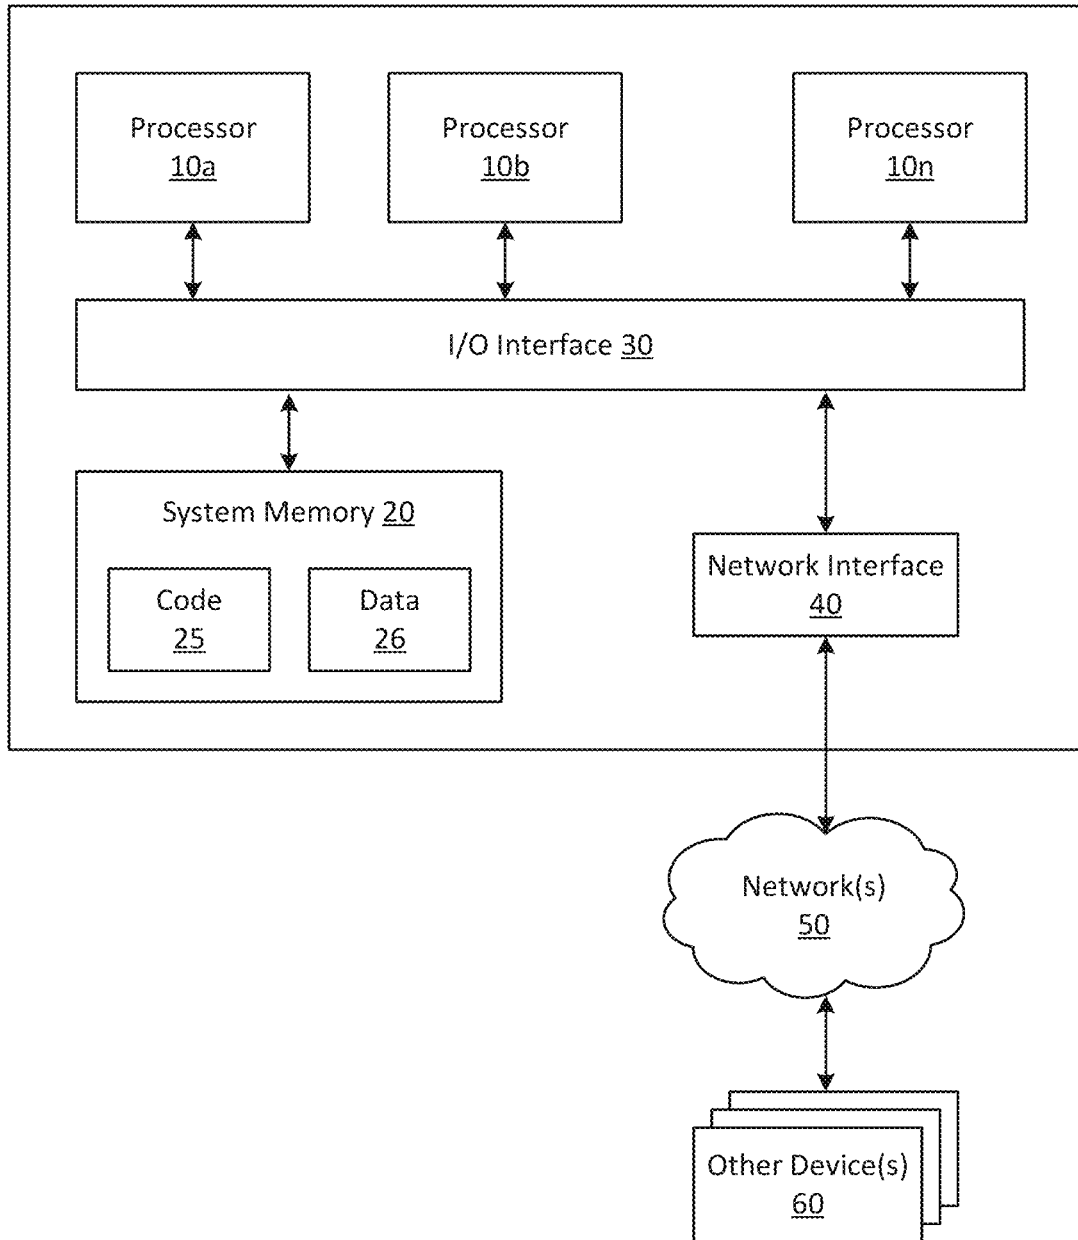 Processor
10a
Processor
10b
Processor
10n
I/O Interface 30
System Memory 20
Code
25
Data
26
Network Interface
40
Network(s)
50
Other Device(s)
60